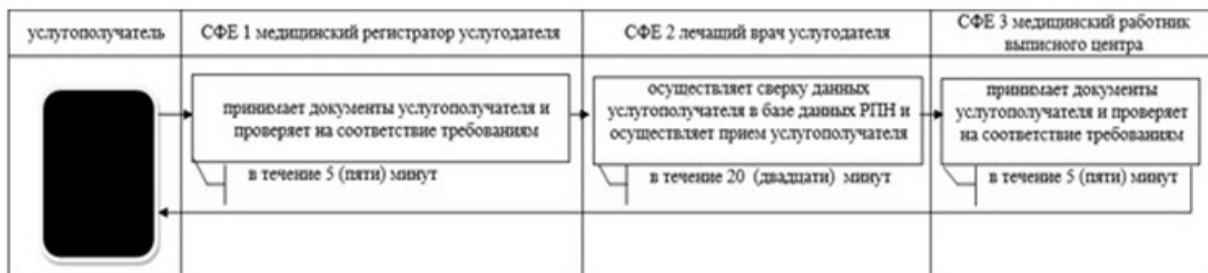 услугополучатель
СФЕ 1 медицинский регистратор услугодателя
СФЕ 2 лечащий врач услугодателя
СФЕ 3 медицинский работник
выписного центра
принимает документы услугополучателя и
проверяет на соответствие требованиям
в течение 5 (пяти) минут
осуществляет сверку данных
услугополучателя в базе данных РПН и
осуществляет прием услугополучателя
в течение 20 (двадцати) минут
принимает документы
услугополучателя и проверяет
на соответствие требованиям
в течение 5 (пяти) минут